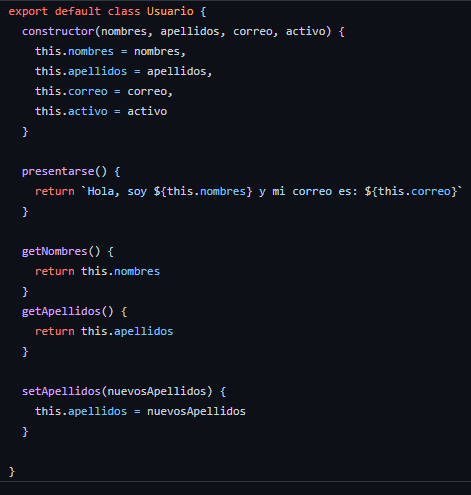 export default class Usuario {
  constructor(nombres, apellidos, correo, activo) {
    this.nombres = nombres,
    this.apellidos = apellidos,
    this.correo = correo,
    this.activo = activo
  }

  presentarse() {
    return `Hola, soy ${this.nombres} y mi correo es: ${this.correo}`
  }

  getNombres() {
    return this.nombres
  }
  getApellidos() {
    return this.apellidos
  }

  setApellidos(nuevosApellidos) {
    this.apellidos = nuevosApellidos
  }

}